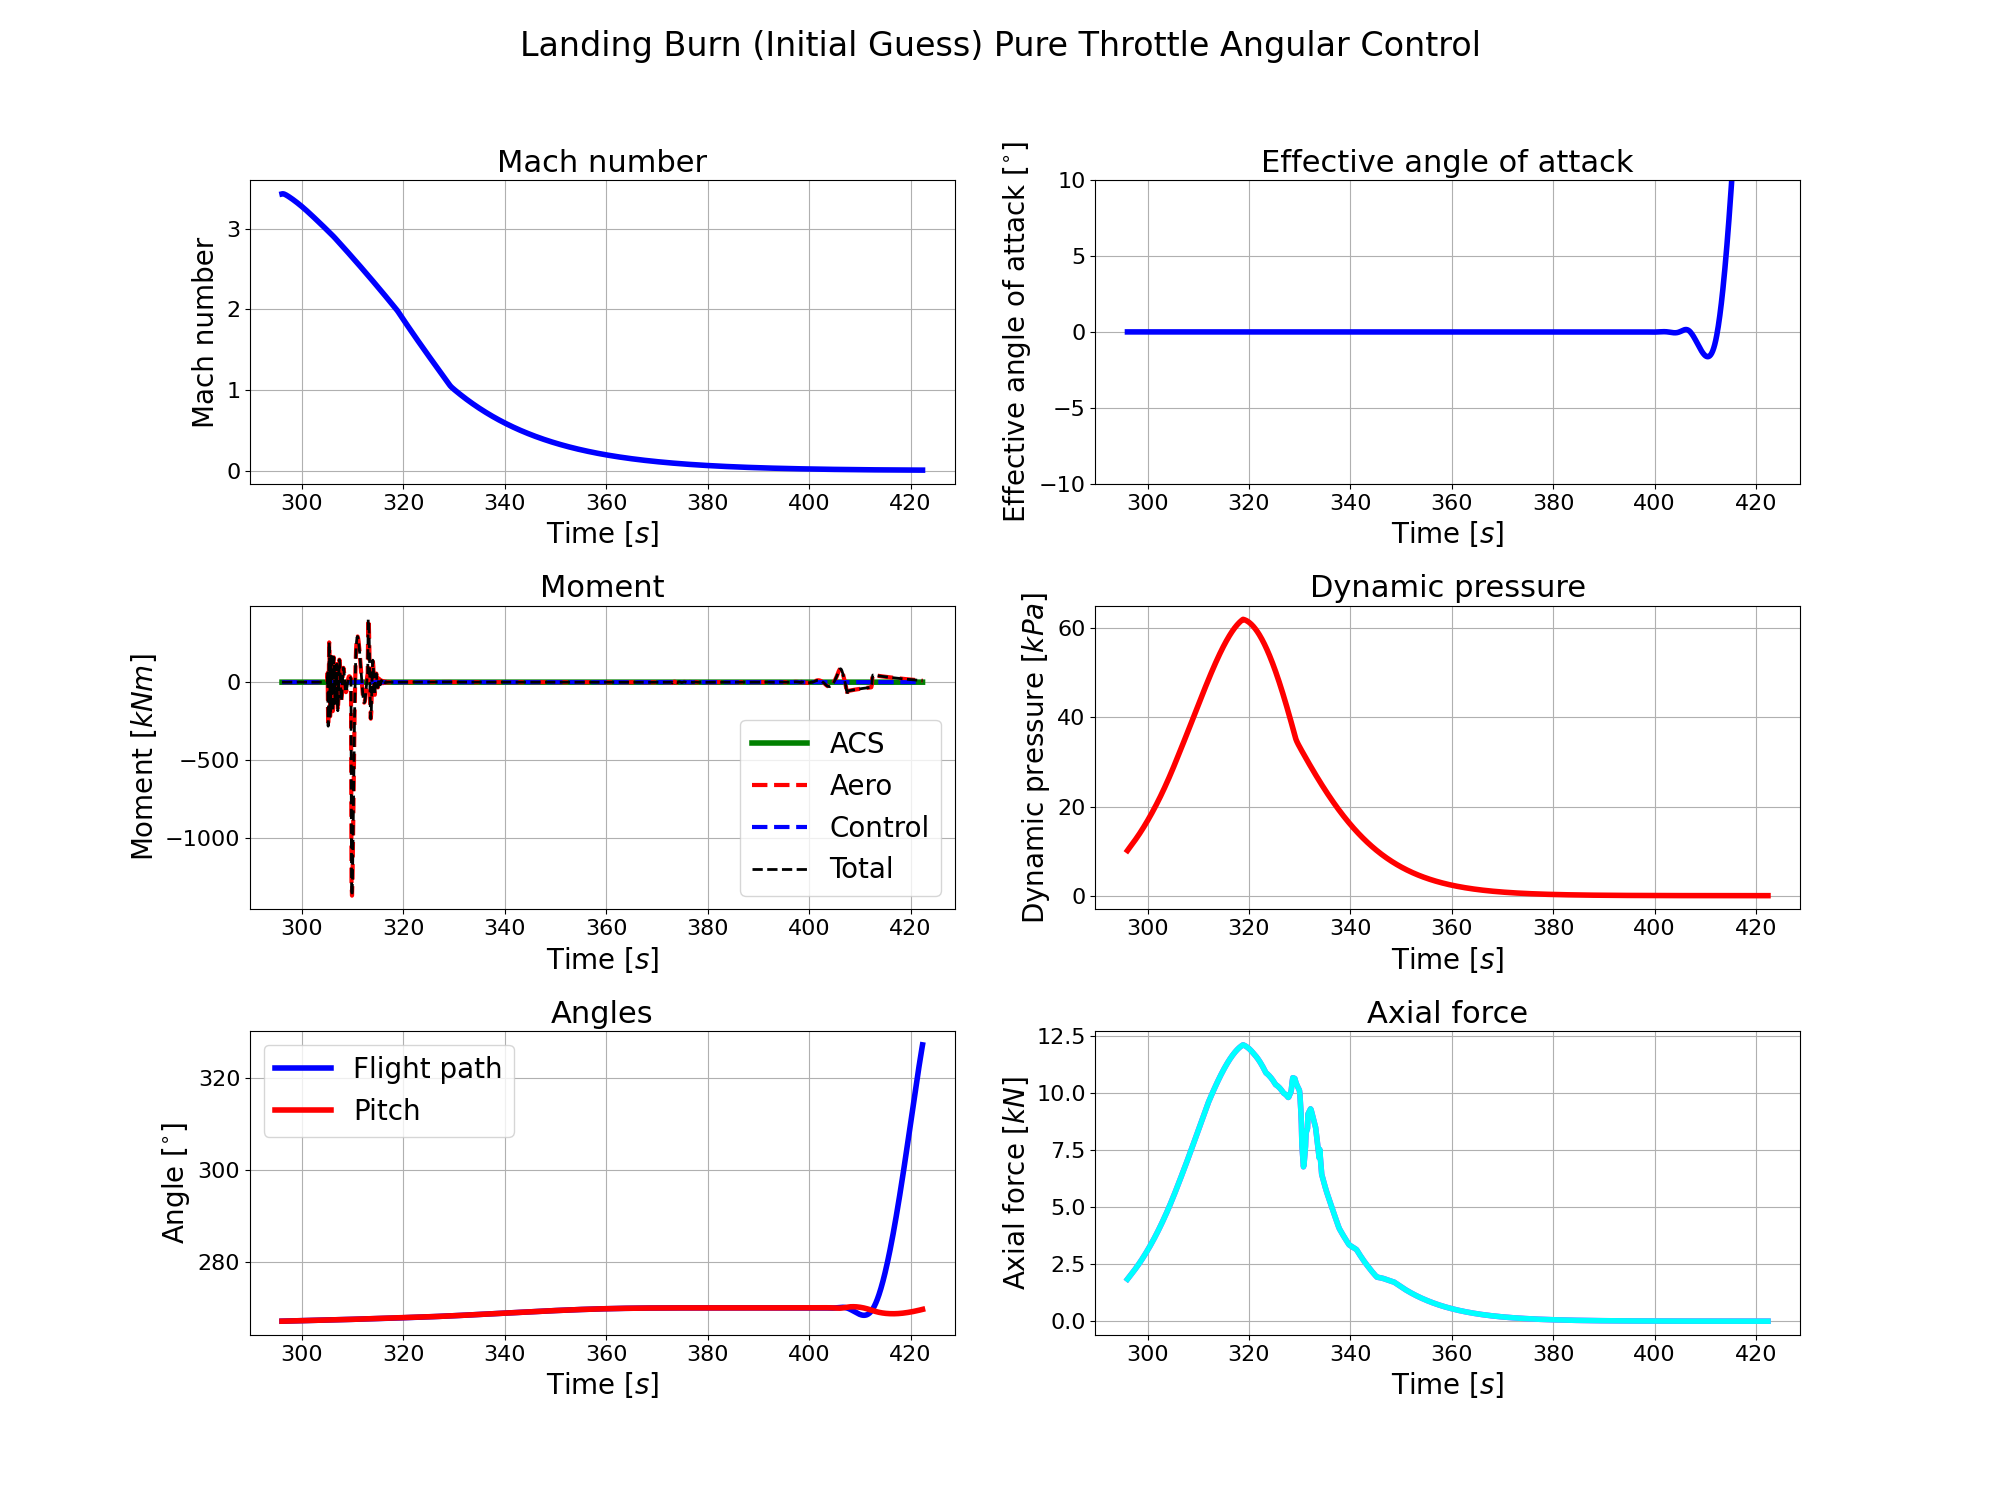 Landing Burn (Initial Guess) Pure Throttle Angular Control
Mach number
Mach number
3
2
1
0
300 320 340 360 380 400 420
Time [s]
Effective angle of attack
Effective angle of attack [°]
10
5
0
−5
−10
300 320 340 360 380 400 420
Time [s]
Moment
Moment [kNm]
0
−500
−1000
ACS
Aero
Control
Total
300 320 340 360 380 400 420
Time [s]
Dynamic pressure
Dynamic pressure [kPa]
60
40
20
0
300 320 340 360 380 400 420
Time [s]
Angles
Angle [°]
320
300
280
Flight path
Pitch
300 320 340 360 380 400 420
Time [s]
Axial force
Axial force [kN]
12.5
10.0
7.5
5.0
2.5
0.0
300 320 340 360 380 400 420
Time [s]